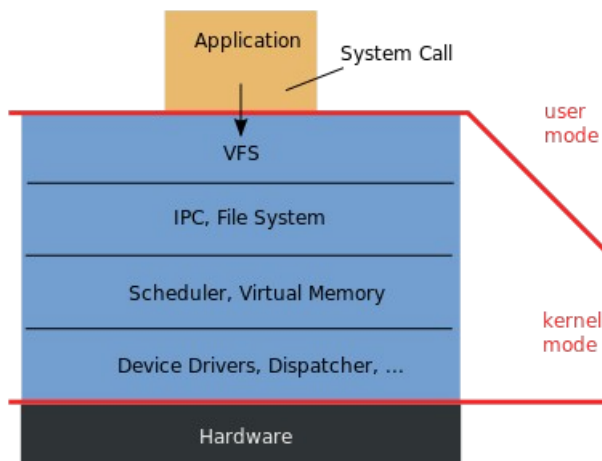 Application
System Call
user
mode
VFS
IPC, File System
Scheduler, Virtual Memory
kernel
mode
Device Drivers, Dispatcher, ...
Hardware